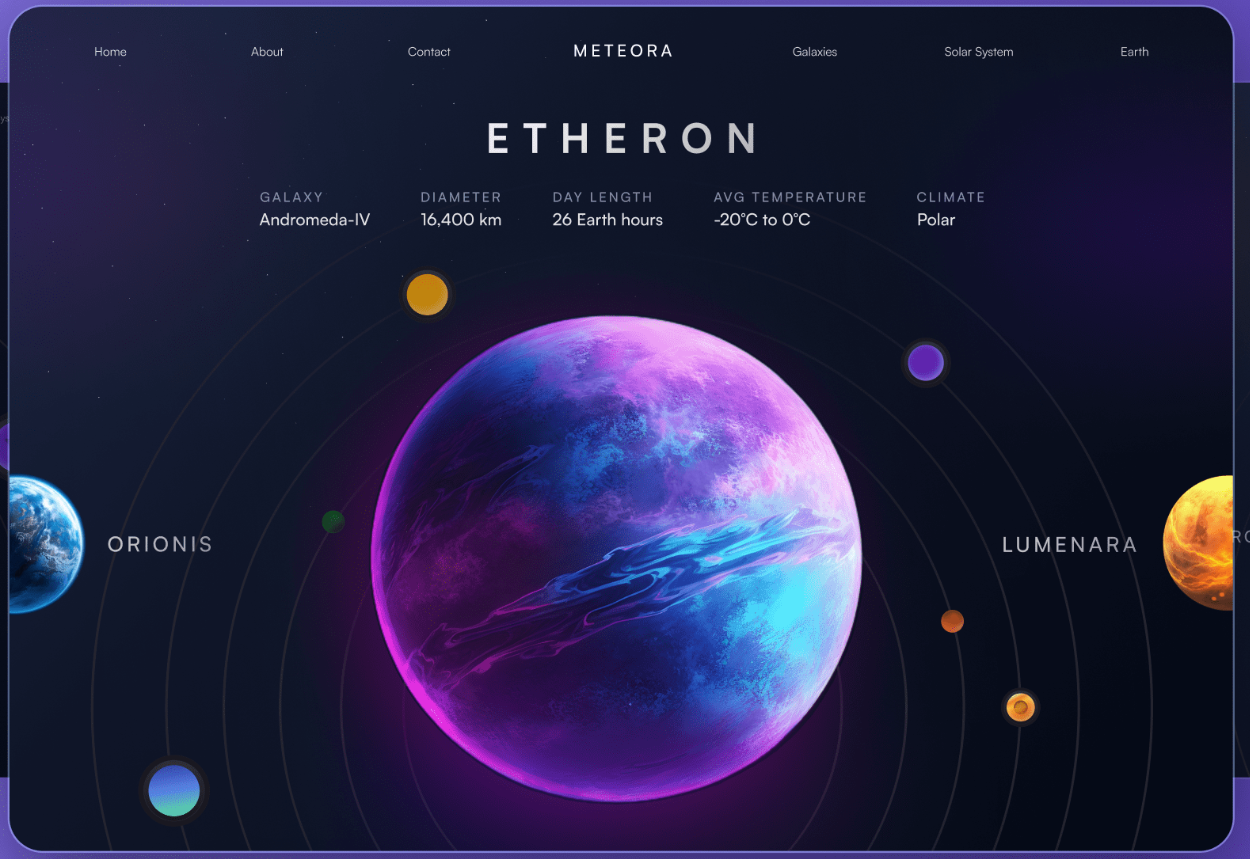 Home About Contact METEORA Galaxies Solar System Earth
ETHERON
GALAXY DIAMETER DAY LENGTH AVG TEMPERATURE CLIMATE
Andromeda-IV 16,400 km 26 Earth hours -20°C to 0°C Polar
ORIONIS LUMENARA